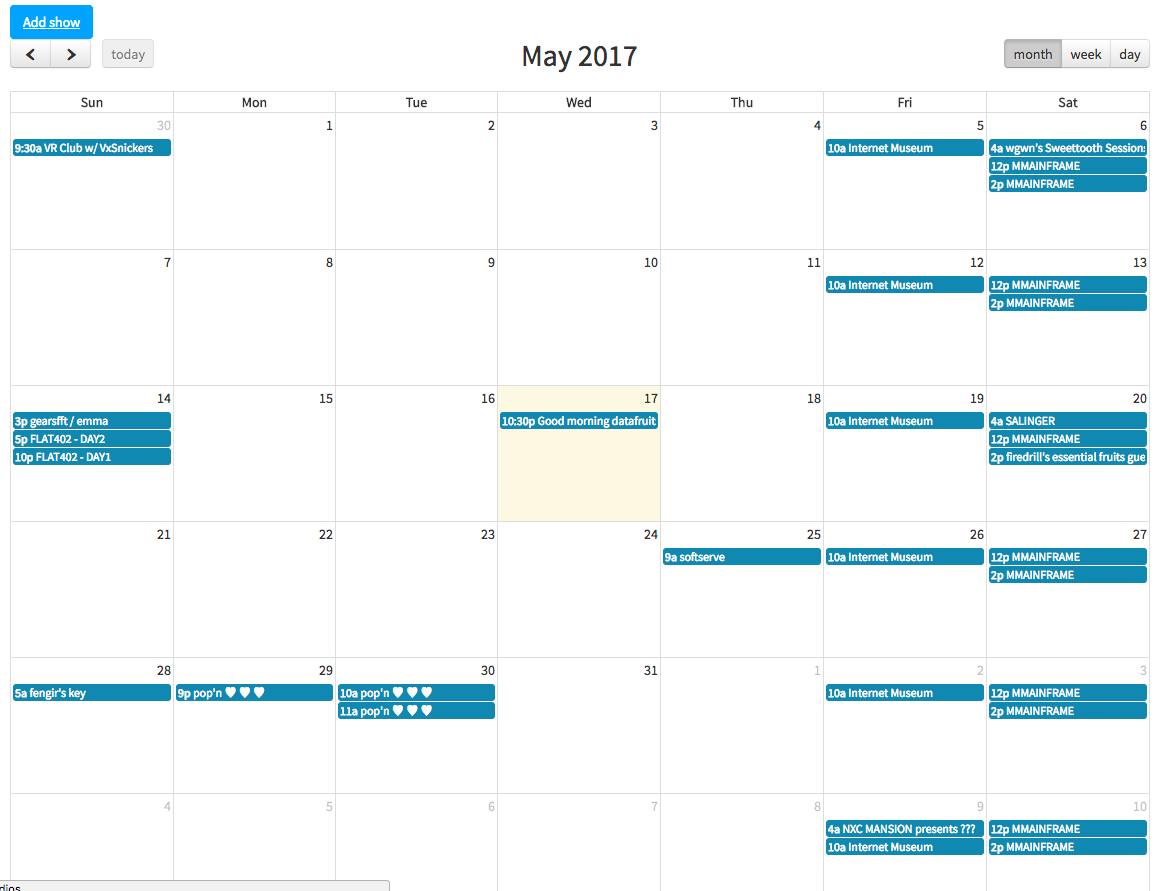 Add show
today
May 2017
month week day
Sun Mon Tue Wed Thu Fri Sat
30 1 2 3 4 5 6
9:30a VR Club w/ VxSnickers
10a Internet Museum
4a wgwn's Sweettooth Sessions
12p MMAINFRAME
2p MMAINFRAME
7 8 9 10 11 12 13
10a Internet Museum
12p MMAINFRAME
2p MMAINFRAME
14 15 16 17 18 19 20
3p gearsfft / emma
5p FLAT402 - DAY2
10p FLAT402 - DAY1
10:30p Good morning datafruit
10a Internet Museum
4a SALINGER
12p MMAINFRAME
2p firedrill's essential fruits gue
21 22 23 24 25 26 27
9a softserve
10a Internet Museum
12p MMAINFRAME
2p MMAINFRAME
28 29 30 31 1 2 3
5a fengir's key
9p pop'n ♥ ♥ ♥
10a pop'n ♥ ♥ ♥
11a pop'n ♥ ♥ ♥
10a Internet Museum
12p MMAINFRAME
2p MMAINFRAME
4 5 6 7 8 9 10
4a NXC MANSION presents ???
10a Internet Museum
12p MMAINFRAME
2p MMAINFRAME